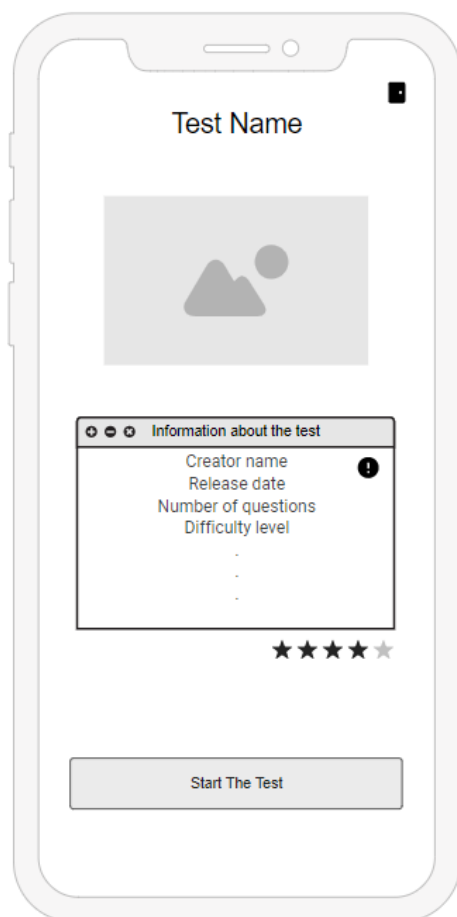 Test Name
Information about the test
Creator name
Release date
Number of questions
Difficulty level
.
.
.
Start The Test